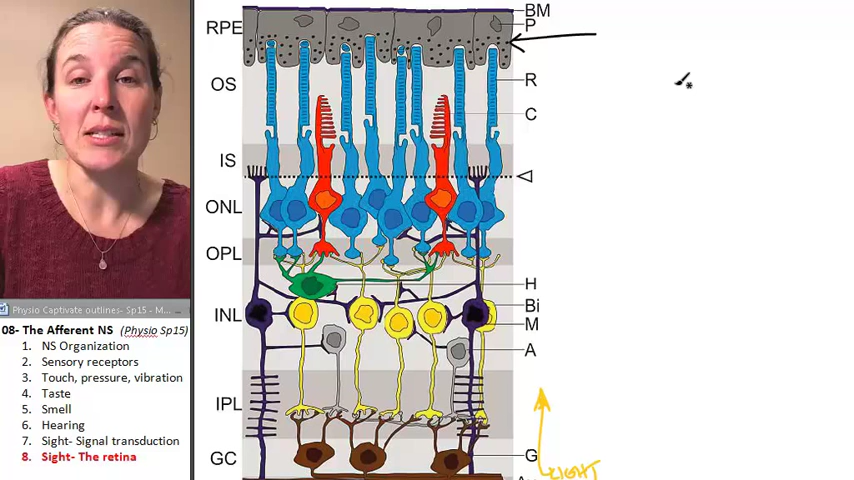 RPE
OS
IS
ONL
OPL
INL
IPL
GC
BM
P
R
C
H
Bi
M
A
G
LIGHT
Physio Captivate outlines- Sp15 - M...
08- The Afferent NS (Physio Sp15)
1. NS Organization
2. Sensory receptors
3. Touch, pressure, vibration
4. Taste
5. Smell
6. Hearing
7. Sight- Signal transduction
8. Sight- The retina